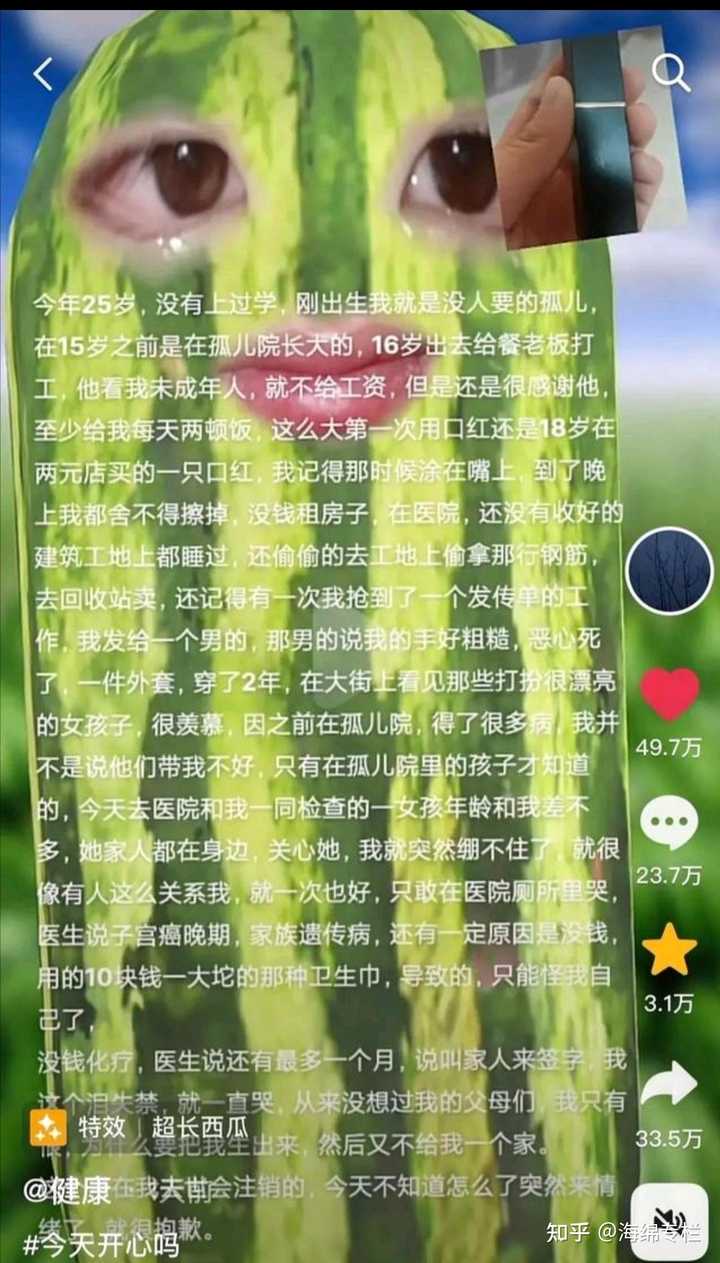 今年25岁，没有上过学，刚出生我就是没人要的孤儿，
在15岁之前是在孤儿院长大的，16岁出去给餐老板打
工，他看我未成年人，就不给工资，但是还是很感谢他，
至少给我每天两顿饭，这么大第一次用口红还是18岁在
两元店买的一只口红，我记得那时候涂在嘴上，到了晚
上我都舍不得擦掉，没钱租房子，在医院，还没有收好的
建筑工地上都睡过，还偷偷的去工地上偷拿那行钢筋，
去回收站卖，还记得有一次我抢到了一个发传单的工
作，我发给一个男的，那男的说我的手好粗糙，恶心死
了，一件外套，穿了2年，在大街上看见那些打扮很漂亮
的女孩子，很羡慕，因之前在孤儿院，得了很多病，我并
不是说他们带我不好，只有在孤儿院里的孩子才知道
的，今天去医院和我一同检查的一女孩年龄和我差不
多，她家人都在身边，关心她，我就突然绷不住了，就很
像有人这么关系我，就一次也好，只敢在医院厕所里哭，
医生说子宫癌晚期，家族遗传病，还有一定原因是没钱，
用的10块钱一大坨的那种卫生巾，导致的，只能怪我自
己了，
没钱化疗，医生说还有最多一个月，说叫家人来签字，我
这个泪失禁，就一直哭，从来没想过我的父母们，我只有
恨，为什么要把我生出来，然后又不给我一个家。
在我去世前会注销的，今天不知道怎么了突然来情
绪了，就很抱歉。
49.7万
23.7万
3.1万
33.5万
特效｜超长西瓜
@健康
#今天开心吗
知乎 @海绵专栏